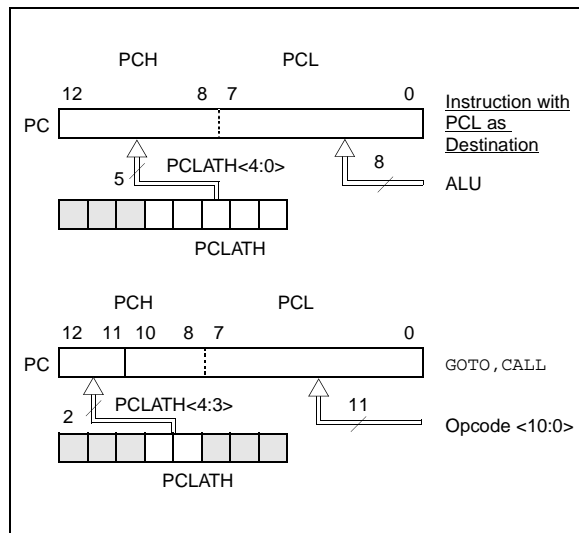 PCH PCL
12 8 7 0
PC
Instruction with
PCL as
Destination
5 PCLATH<4:0> 8
ALU
PCLATH
PCH PCL
12 11 10 8 7 0
PC
GOTO,CALL
2 PCLATH<4:3> 11
Opcode <10:0>
PCLATH